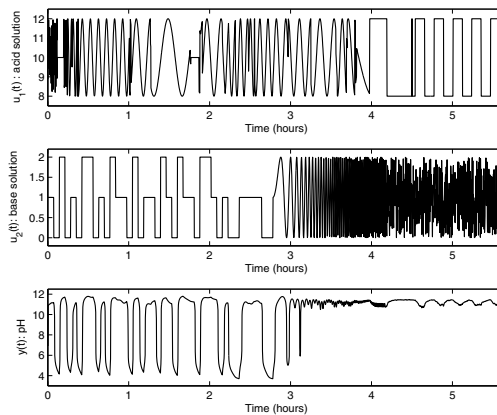 u1(t) : acid solution
12
11
10
9
8
0 1 2 3 4 5
Time (hours)
u2(t): base solution
2
1.5
1
0.5
0
0 1 2 3 4 5
Time (hours)
y(t): pH
12
10
8
6
4
0 1 2 3 4 5
Time (hours)